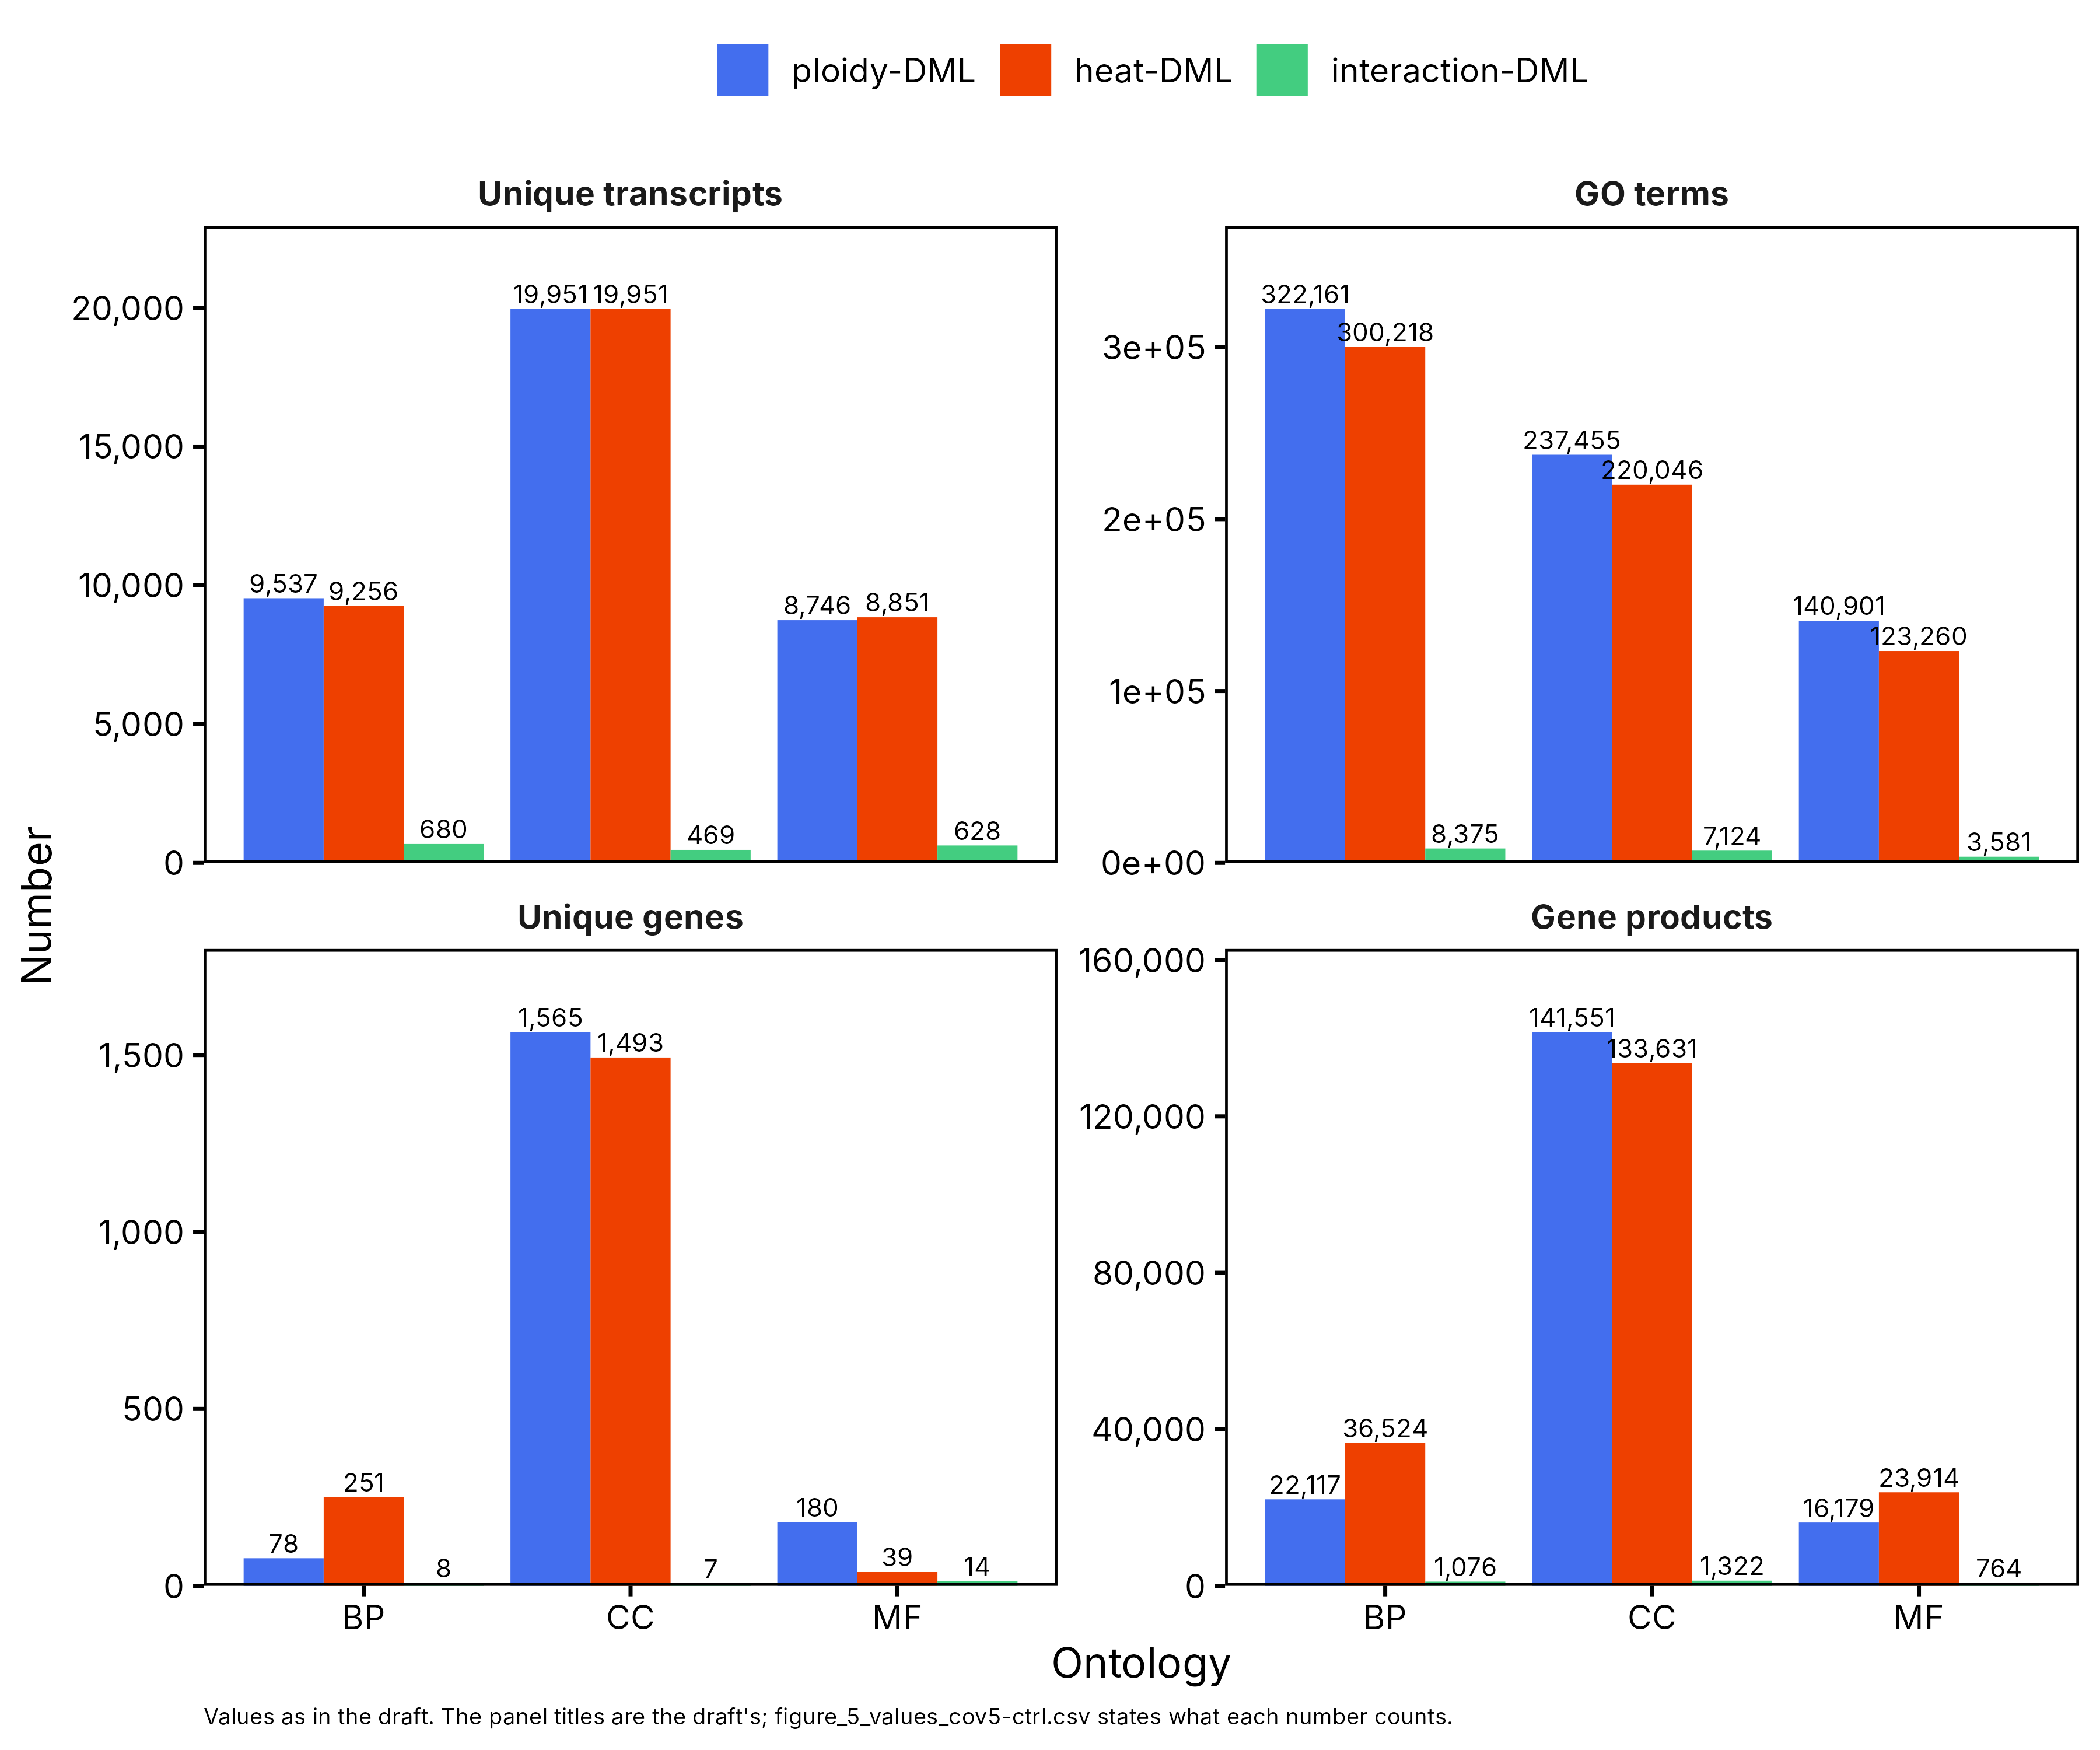 ploidy-DML heat-DML interaction-DML
Unique transcripts
20,000
15,000
10,000
5,000
0
9,537 9,256 680
19,951 19,951 469
8,746 8,851 628
GO terms
3e+05
2e+05
1e+05
0e+00
322,161 300,218 8,375
237,455 220,046 7,124
140,901 123,260 3,581
Number
Unique genes
1,500
1,000
500
0
78 251 8
1,565 1,493 7
180 39 14
BP CC MF
Gene products
160,000
120,000
80,000
40,000
0
22,117 36,524 1,076
141,551 133,631 1,322
16,179 23,914 764
BP CC MF
Ontology
Values as in the draft. The panel titles are the draft's; figure_5_values_cov5-ctrl.csv states what each number counts.